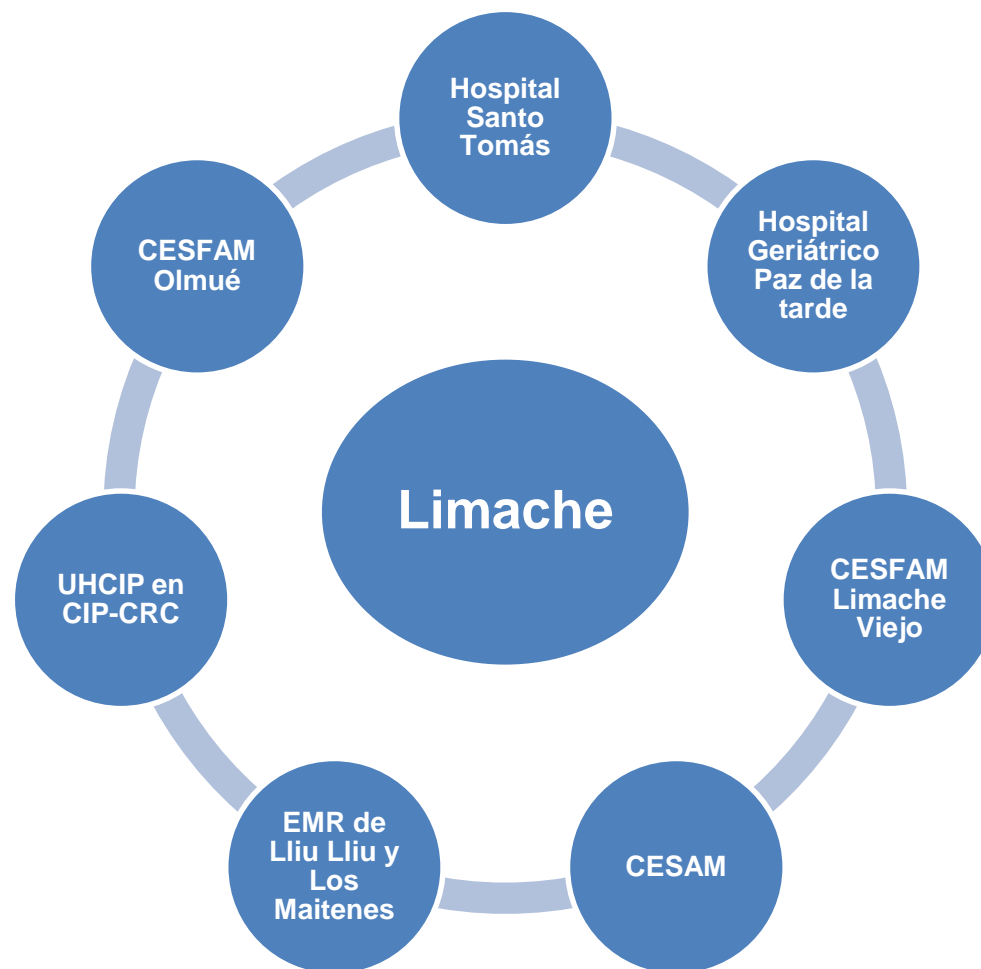 Hospital
Santo
Tomás
Hospital
Geriátrico
Paz de la
tarde
CESFAM
Limache
Viejo
CESAM
EMR de
Lliu Lliu y
Los
Maitenes
UHCIP en
CIP-CRC
CESFAM
Olmué
Limache